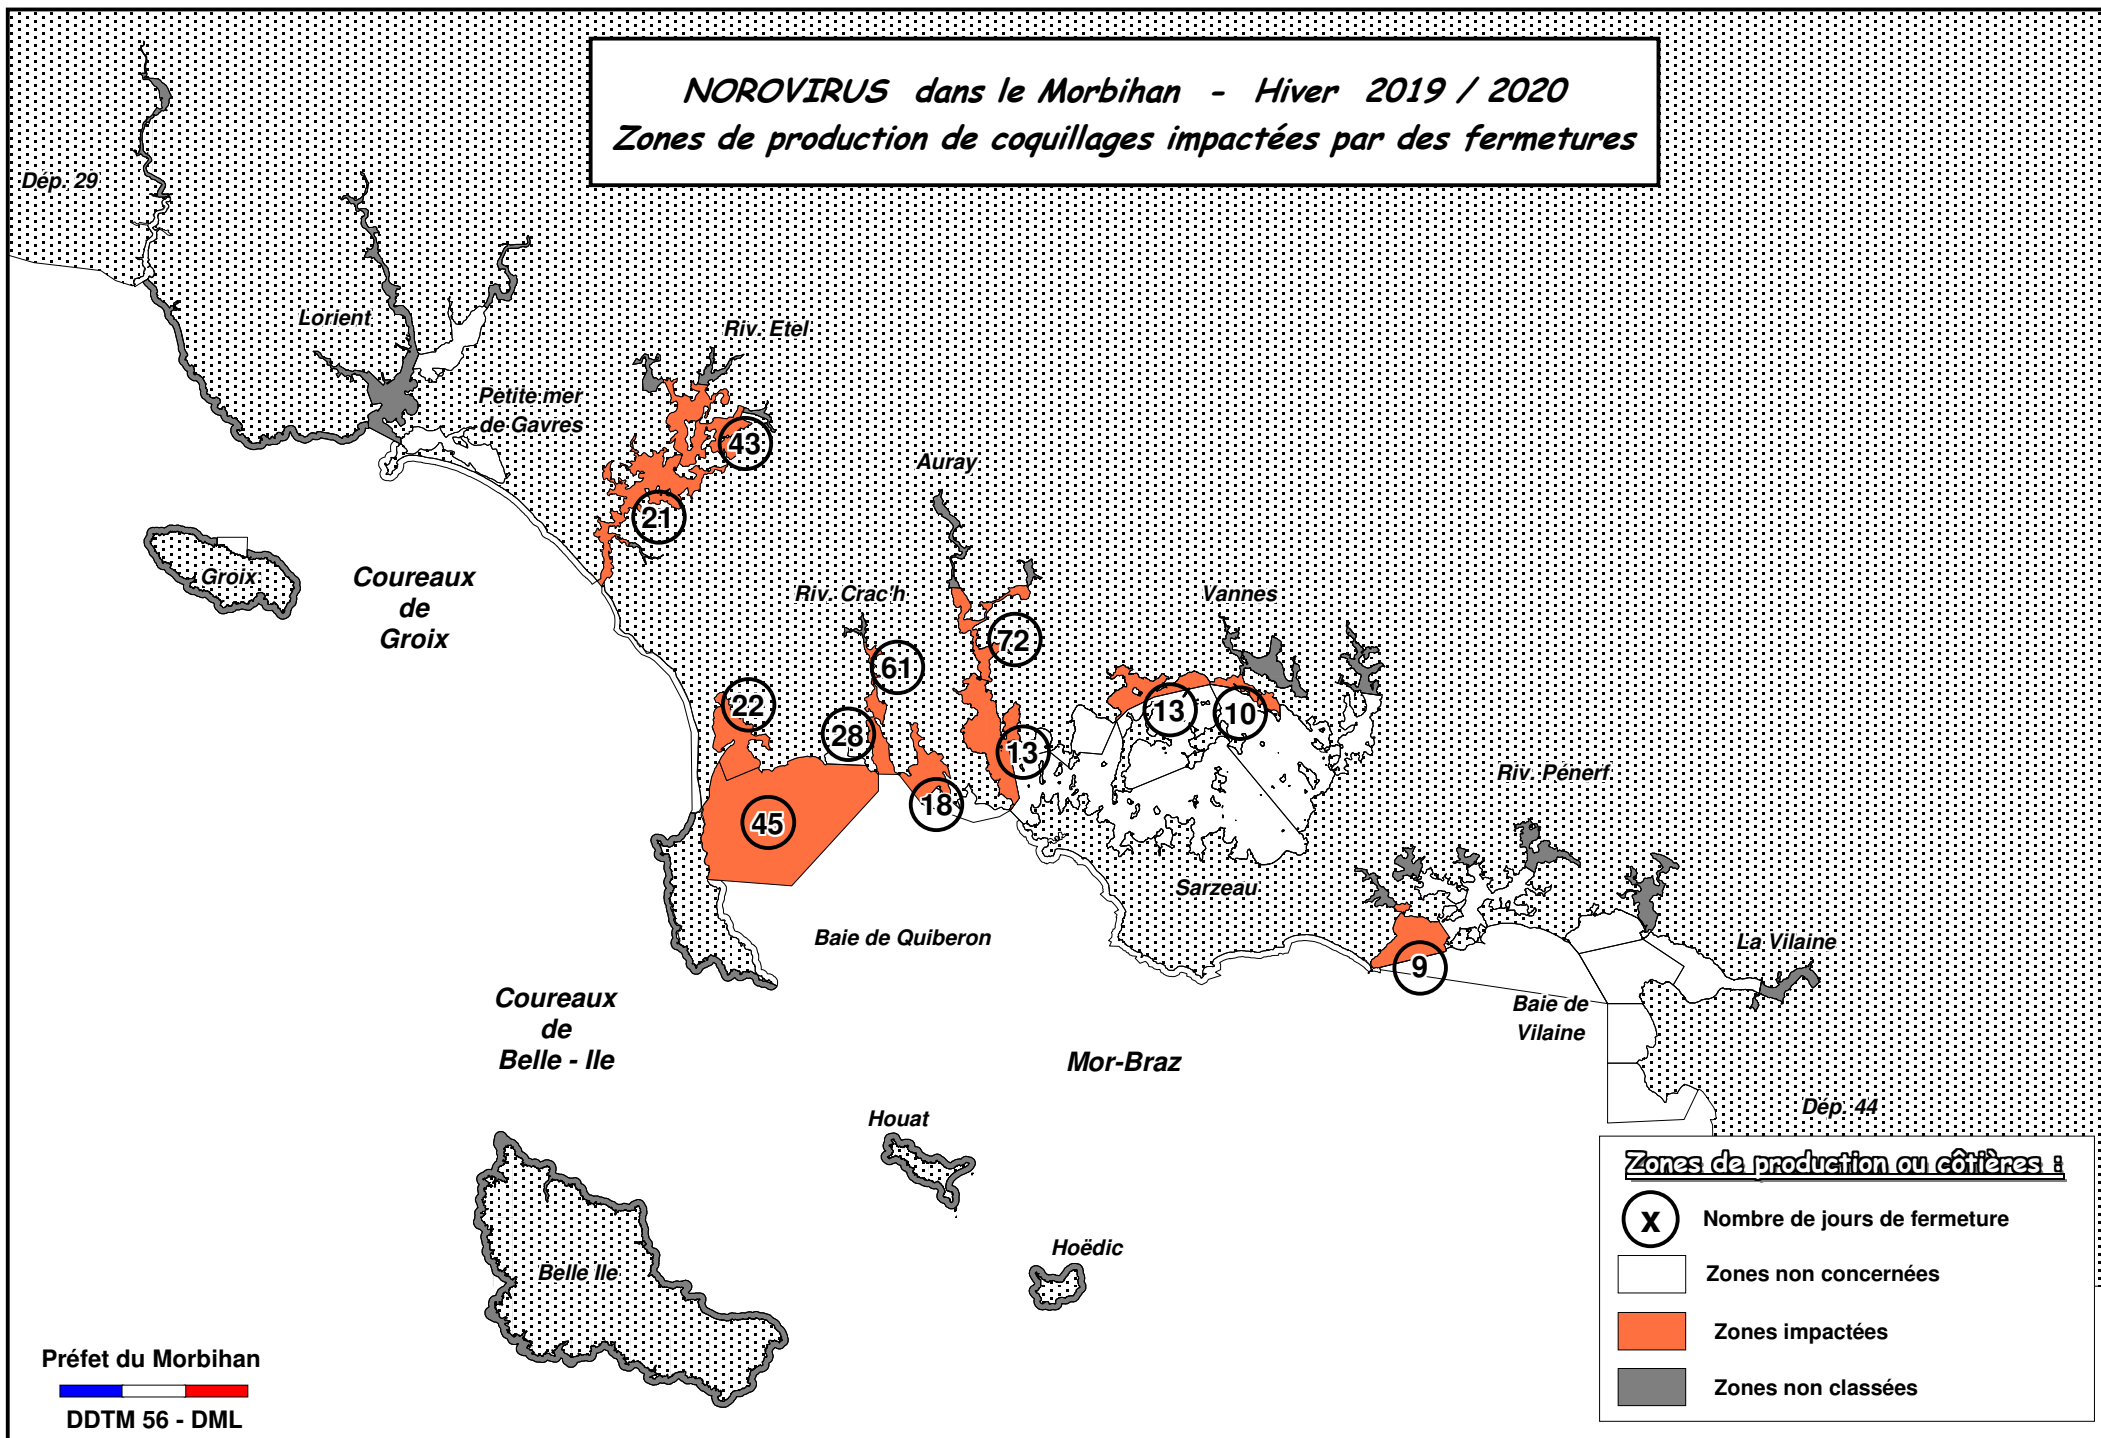 NOROVIRUS dans le Morbihan - Hiver 2019 / 2020
Zones de production de coquillages impactées par des fermetures
Dép. 29
Lorient
Riv. Etel
Petite mer
de Gavres
43
Auray
21
Groix
Coureaux
de
Groix
Riv. Crac'h
Vannes
72
61
22
28
13
10
13
18
45
Riv. Pénerf
Sarzeau
Baie de Quiberon
La Vilaine
9
Coureaux
de
Belle - Ile
Baie de
Vilaine
Mor-Braz
Dép. 44
Houat
Hoëdic
Belle Ile
Zones de production ou côtières :
x Nombre de jours de fermeture
Zones non concernées
Zones impactées
Zones non classées
Préfet du Morbihan
DDTM 56 - DML